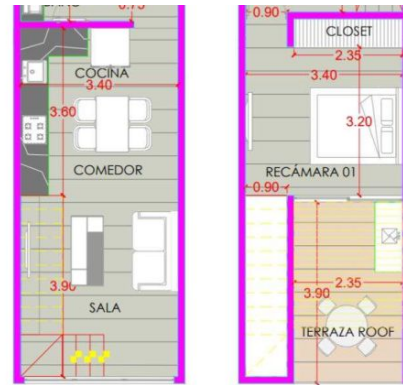 0.75
COCINA
3.40
3.60
COMEDOR
3.90
SALA
0.90
CLOSET
2.35
3.40
3.20
RECÁMARA 01
0.90
2.35
3.90
TERRAZA ROOF